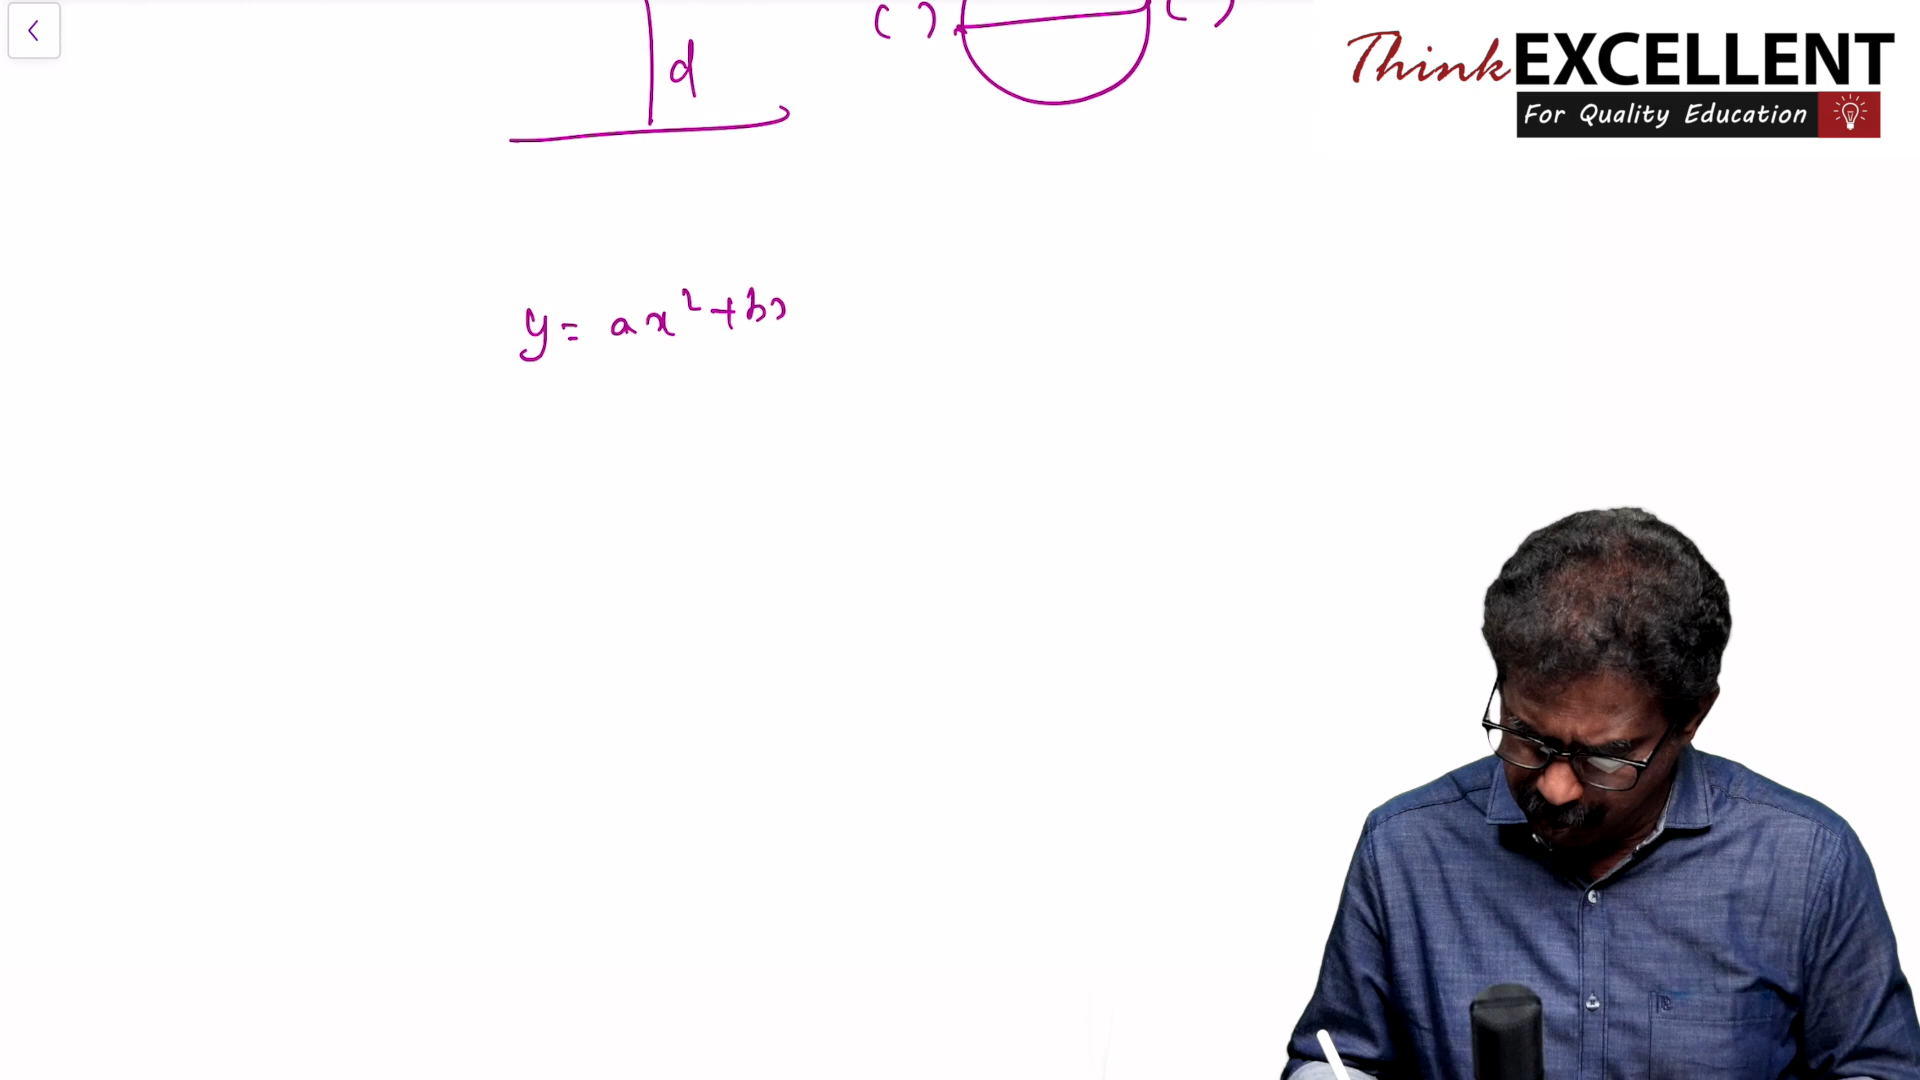 ( ) ( )
d
Think EXCELLENT
For Quality Education
y = ax² + bx